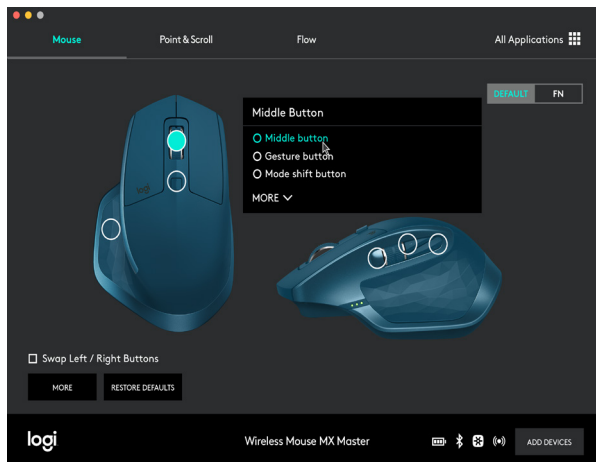 Mouse
Point & Scroll
Flow
All Applications
DEFAULT
FN
Middle Button
Middle button
Gesture button
Mode shift button
MORE
logi
Swap Left / Right Buttons
MORE
RESTORE DEFAULTS
logi
Wireless Mouse MX Master
ADD DEVICES